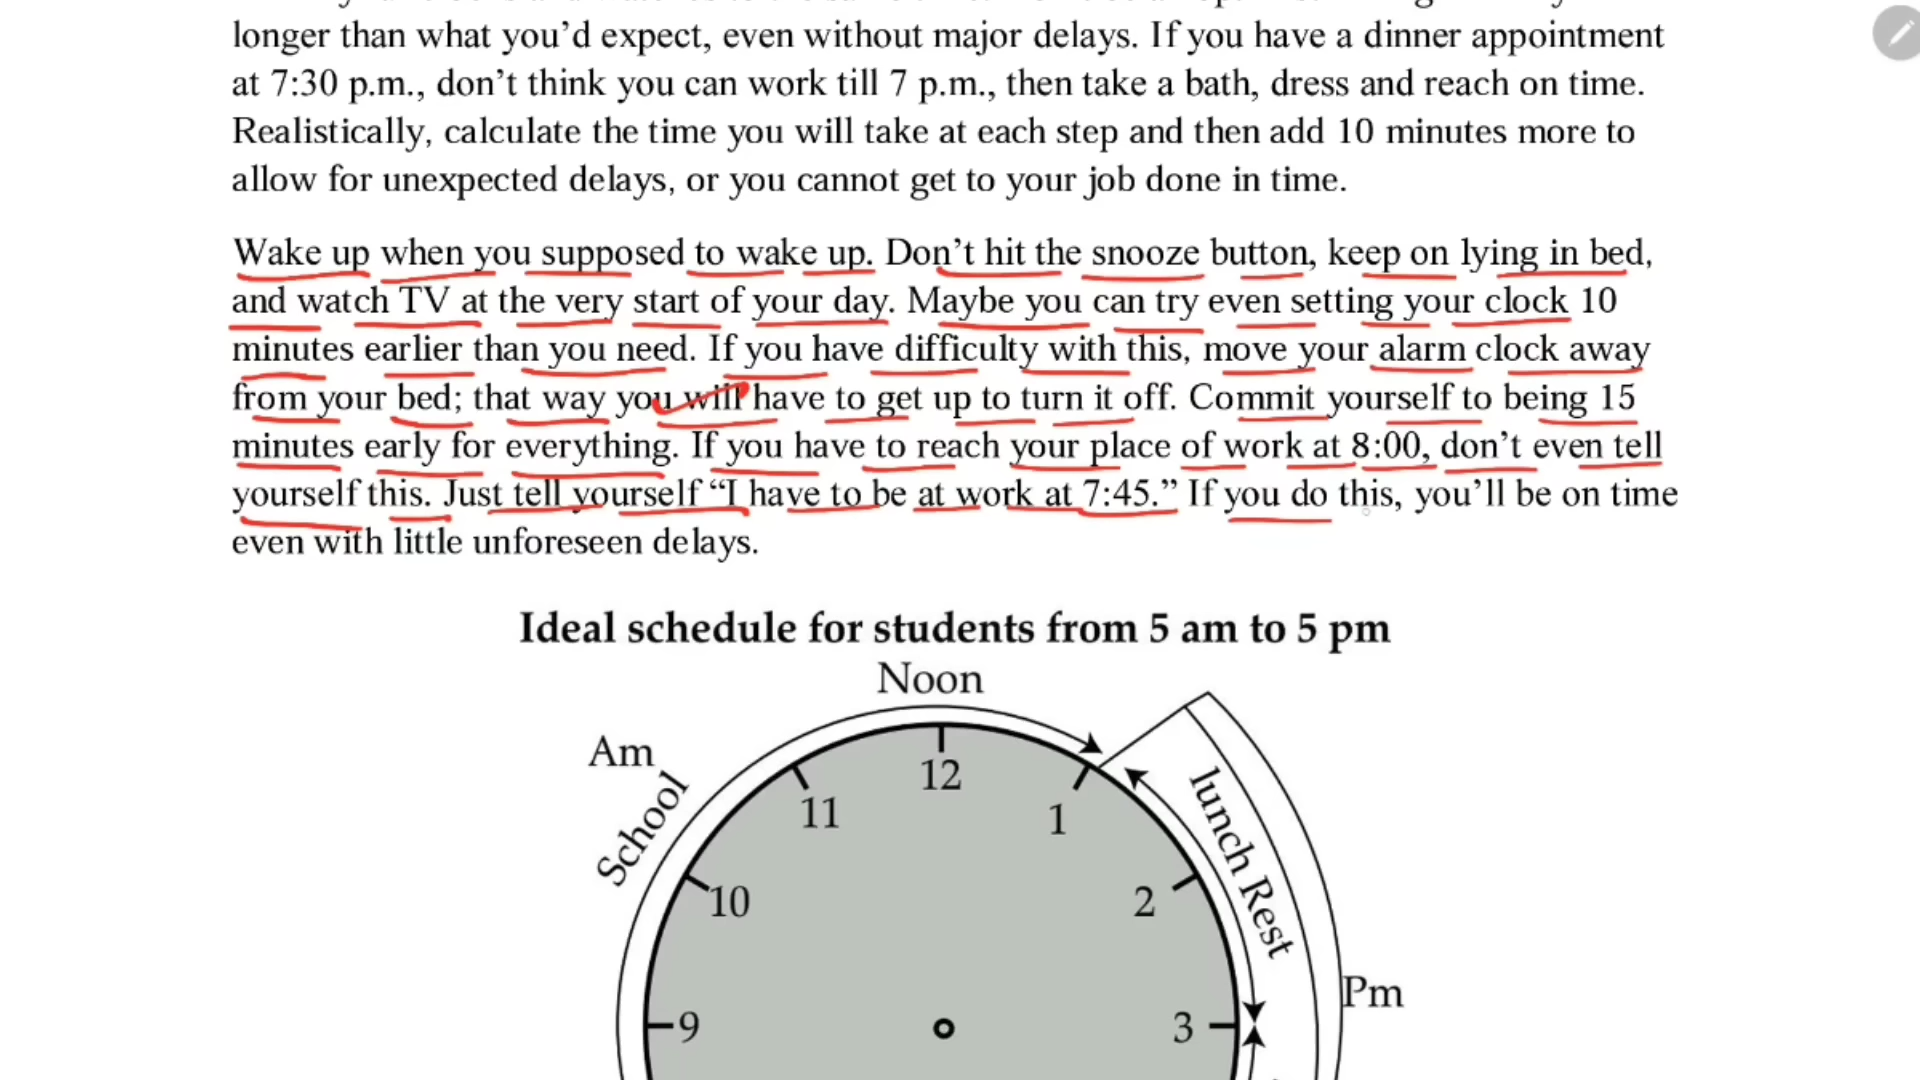 longer than what you’d expect, even without major delays. If you have a dinner appointment
at 7:30 p.m., don’t think you can work till 7 p.m., then take a bath, dress and reach on time.
Realistically, calculate the time you will take at each step and then add 10 minutes more to
allow for unexpected delays, or you cannot get to your job done in time.
Wake up when you supposed to wake up. Don’t hit the snooze button, keep on lying in bed,
and watch TV at the very start of your day. Maybe you can try even setting your clock 10
minutes earlier than you need. If you have difficulty with this, move your alarm clock away
from your bed; that way you will have to get up to turn it off. Commit yourself to being 15
minutes early for everything. If you have to reach your place of work at 8:00, don’t even tell
yourself this. Just tell yourself “I have to be at work at 7:45.” If you do this, you’ll be on time
even with little unforeseen delays.
Ideal schedule for students from 5 am to 5 pm
Noon
Am
School
12
11
1
lunch Rest
10
2
Pm
9
3